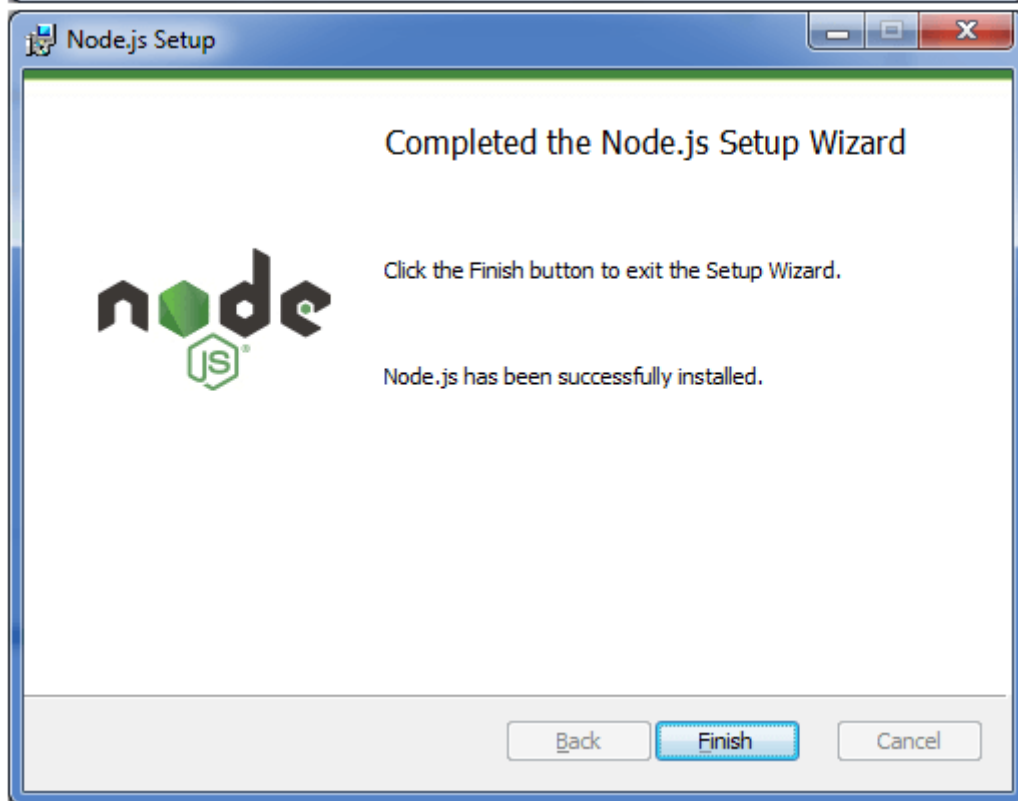 Node.js Setup
Completed the Node.js Setup Wizard
Click the Finish button to exit the Setup Wizard.
node
JS
Node.js has been successfully installed.
Back
Finish
Cancel